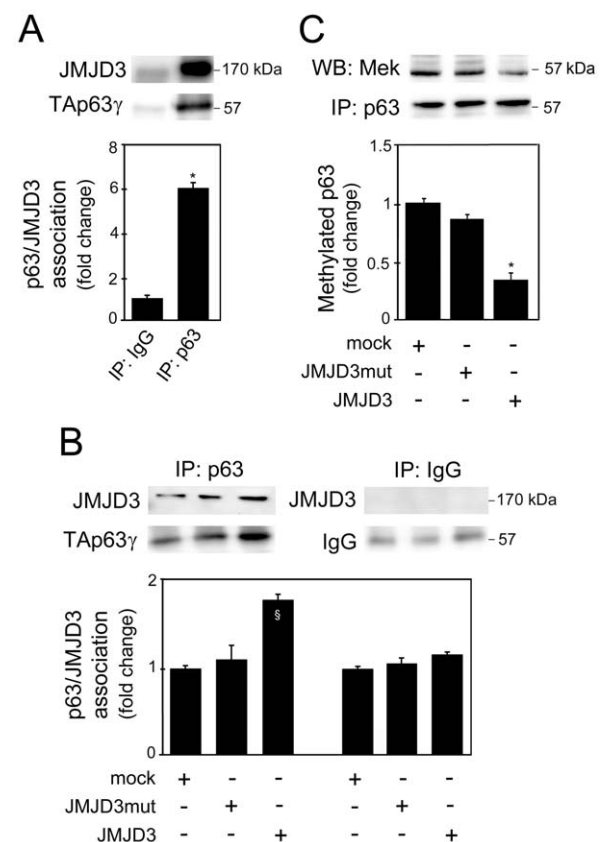 A
JMJD3
170 kDa
TAp63γ
57
8
6
4
2
0
p63/JMJD3
association
(fold change)
*
IP: IgG
IP: p63
C
WB: Mek
57 kDa
IP: p63
57
1.5
1
0.5
0
Methylated p63
(fold change)
*
mock + - -
JMJD3mut - + -
JMJD3 - - +
B
IP: p63
IP: IgG
JMJD3
JMJD3
170 kDa
TAp63γ
IgG
57
2
1
0
p63/JMJD3
association
(fold change)
§
mock + - - + - -
JMJD3mut - + - - + -
JMJD3 - - + - - +